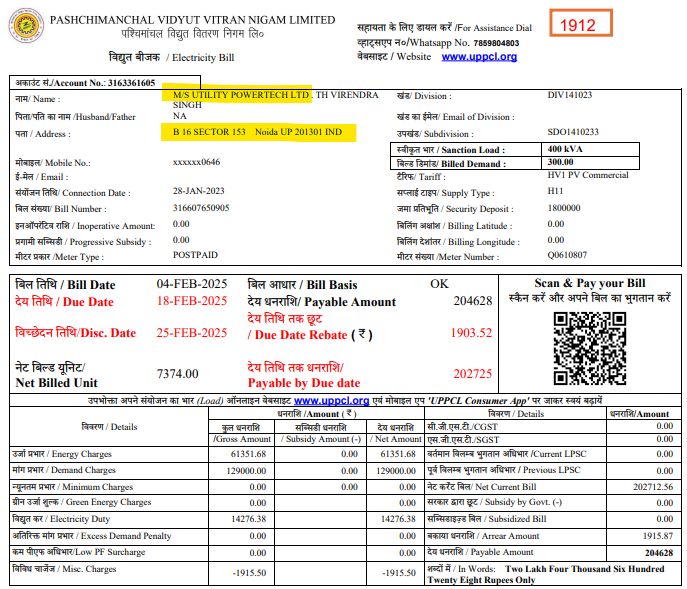 PASHCHIMANCHAL VIDYUT VITRAN NIGAM LIMITED
पश्चिमांचल विद्युत वितरण निगम लि०
विद्युत बीजक / Electricity Bill
सहायता के लिए डायल करें /For Assistance Dial
1912
व्हाट्सएप न०/Whatsapp No. 7859804803
वेबसाइट / Website www.uppcl.org
अकाउंट सं./Account No.: 3163361605
नाम/ Name : M/S UTILITY POWERTECH LTD . TH VIRENDRA SINGH
खंड/ Division : DIV141023
पिता/पति का नाम /Husband/Father NA
खण्ड का ईमेल/ Email of Division :
पता / Address : B 16 SECTOR 153 Noida UP 201301 IND
उपखंड/ Subdivision : SDO1410233
स्वीकृत भार / Sanction Load : 400 kVA
मोबाइल/ Mobile No.: xxxxxx0646
बिल्ड डिमांड/ Billed Demand : 300.00
ई-मेल / Email :
टैरिफ/ Tariff : HV1 PV Commercial
संयोंजन तिथि/ Connection Date : 28-JAN-2023
सप्लाई टाइप/ Supply Type : H11
बिल संख्या/ Bill Number : 316607650905
जमा प्रतिभूति / Security Deposit : 1800000
इनऑपरेटिव राशि / Inoperative Amount: 0.00
बिलिंग अक्षांश / Billing Latitude : 0.00
प्रगामी सब्सिडी / Progressive Subsidy : 0.00
बिलिंग देशांतर / Billing Longitude : 0.00
मीटर प्रकार /Meter Type : POSTPAID
मीटर संख्या / Meter Number : Q0610807
बिल तिथि / Bill Date 04-FEB-2025 बिल आधार / Bill Basis OK
देय तिथि / Due Date 18-FEB-2025 देय धनराशि / Payable Amount 204628
विच्छेदन तिथि/Disc. Date 25-FEB-2025 देय तिथि तक छूट / Due Date Rebate ( ₹ ) 1903.52
नेट बिल्ड यूनिट/ Net Billed Unit 7374.00 देय तिथि तक धनराशि/ Payable by Due date 202725
Scan & Pay your Bill
स्कैन करें और अपने बिल का भुगतान करें
उपभोक्ता अपने संयोजन का भार (Load) ऑनलाइन वेबसाइट www.uppcl.org एवं मोबाइल एप 'UPPCL Consumer App' पर जाकर स्वयं बढ़ायें
विवरण / Details धनराशि /Amount ( ₹ ) विवरण / Details धनराशि/Amount
कुल धनराशि /Gross Amount सब्सिडी धनराशि / Subsidy Amount (-) देय धनराशि / Net Amount
सी.जी.एस.टी./CGST 0.00
एस.जी.एस.टी./SGST 0.00
उर्जा प्रभार / Energy Charges 61351.68 0.00 61351.68 वर्तमान विलम्ब भुगतान अधिभार /Current LPSC 0.00
मांग प्रभार / Demand Charges 129000.00 0.00 129000.00 पूर्व विलम्ब भुगतान अधिभार / Previous LPSC 0.00
न्यूनतम प्रभार / Minimum Charges 0.00 0.00 0.00 नेट करेंट बिल/ Net Current Bill 202712.56
ग्रीन उर्जा शुल्क / Green Energy Charges 0.00 0.00 सरकार द्वारा छूट / Subsidy by Govt. (-) 0.00
विद्युत कर / Electricity Duty 14276.38 14276.38 सब्सिडाइज़्ड बिल / Subsidized Bill 0.00
अतिरिक्त मांग प्रभार / Excess Demand Penalty 0.00 0.00 बकाया धनराशि / Arrear Amount 1915.87
कम पीएफ अधिभार/Low PF Surcharge 0.00 0.00 देय धनराशि / Payable Amount 204628
विविध चार्जेज / Misc. Charges -1915.50 -1915.50 शब्दों में / In Words: Two Lakh Four Thousand Six Hundred
Twenty Eight Rupees Only